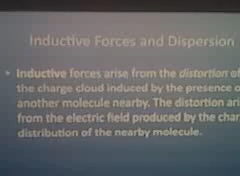 Inductive Forces and Dispersion
• Inductive forces arise from the distortion of
the charge cloud induced by the presence o
another molecule nearby. The distortion ari
from the electric field produced by the char
distribution of the nearby molecule.